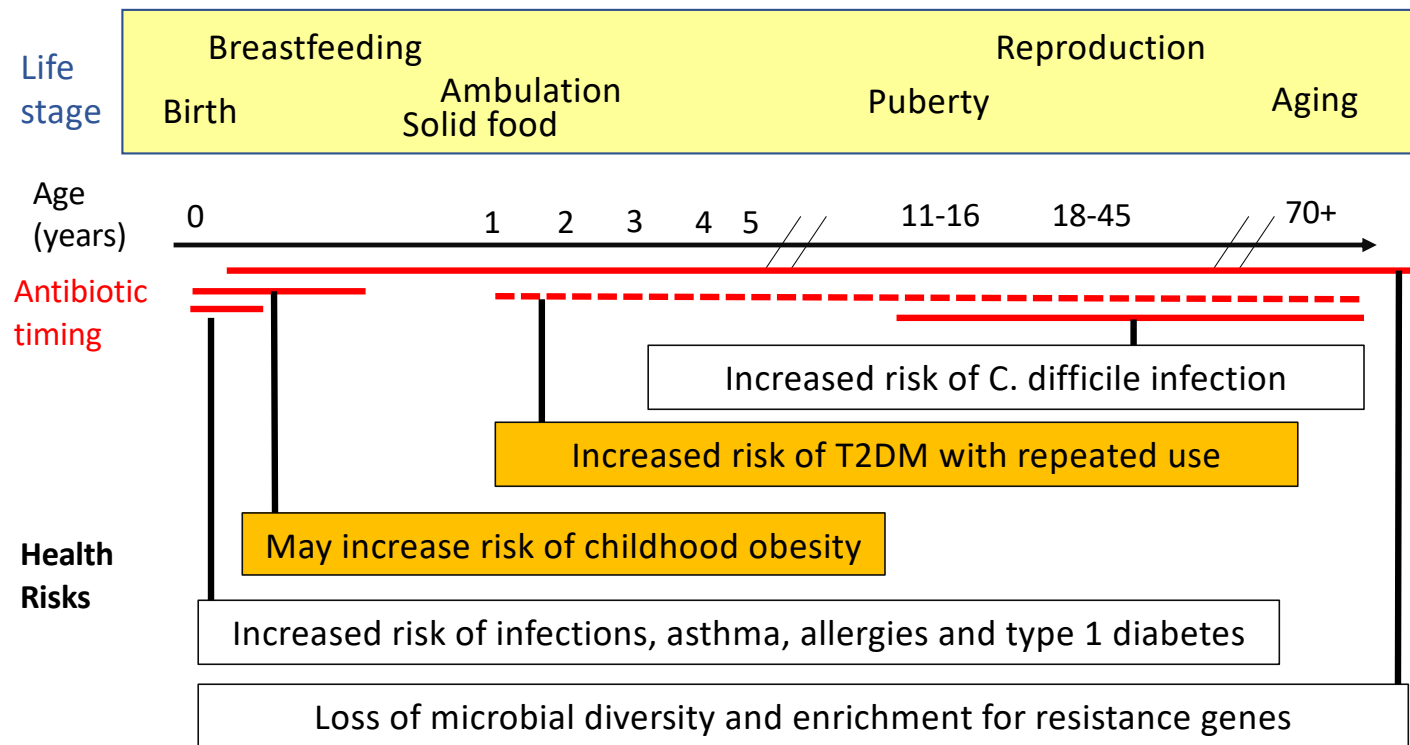 Life
stage
Breastfeeding
Reproduction
Ambulation
Birth
Solid food
Puberty
Aging
Age
(years)
0
1
2
3
4
5
11-16
18-45
70+
Antibiotic
timing
Increased risk of C. difficile infection
Increased risk of T2DM with repeated use
May increase risk of childhood obesity
Health
Risks
Increased risk of infections, asthma, allergies and type 1 diabetes
Loss of microbial diversity and enrichment for resistance genes